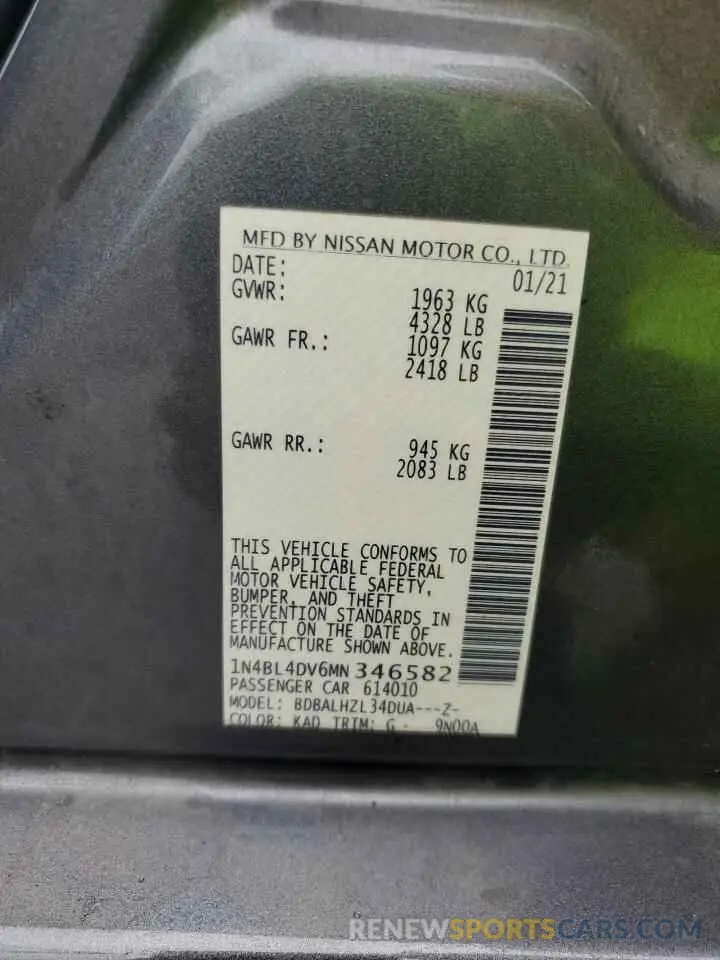 MFD BY NISSAN MOTOR CO., LTD.
DATE: 01/21
GVWR: 1963 KG
4328 LB
GAWR FR.: 1097 KG
2418 LB
GAWR RR.: 945 KG
2083 LB
THIS VEHICLE CONFORMS TO
ALL APPLICABLE FEDERAL
MOTOR VEHICLE SAFETY,
BUMPER, AND THEFT
PREVENTION STANDARDS IN
EFFECT ON THE DATE OF
MANUFACTURE SHOWN ABOVE.
1N4BL4DV6MN 346582
PASSENGER CAR 614010
MODEL: BDBALHZL34DUA---Z-
COLOR: KAD TRIM: G - 9N00A
RENEWSPORTSCARS.COM